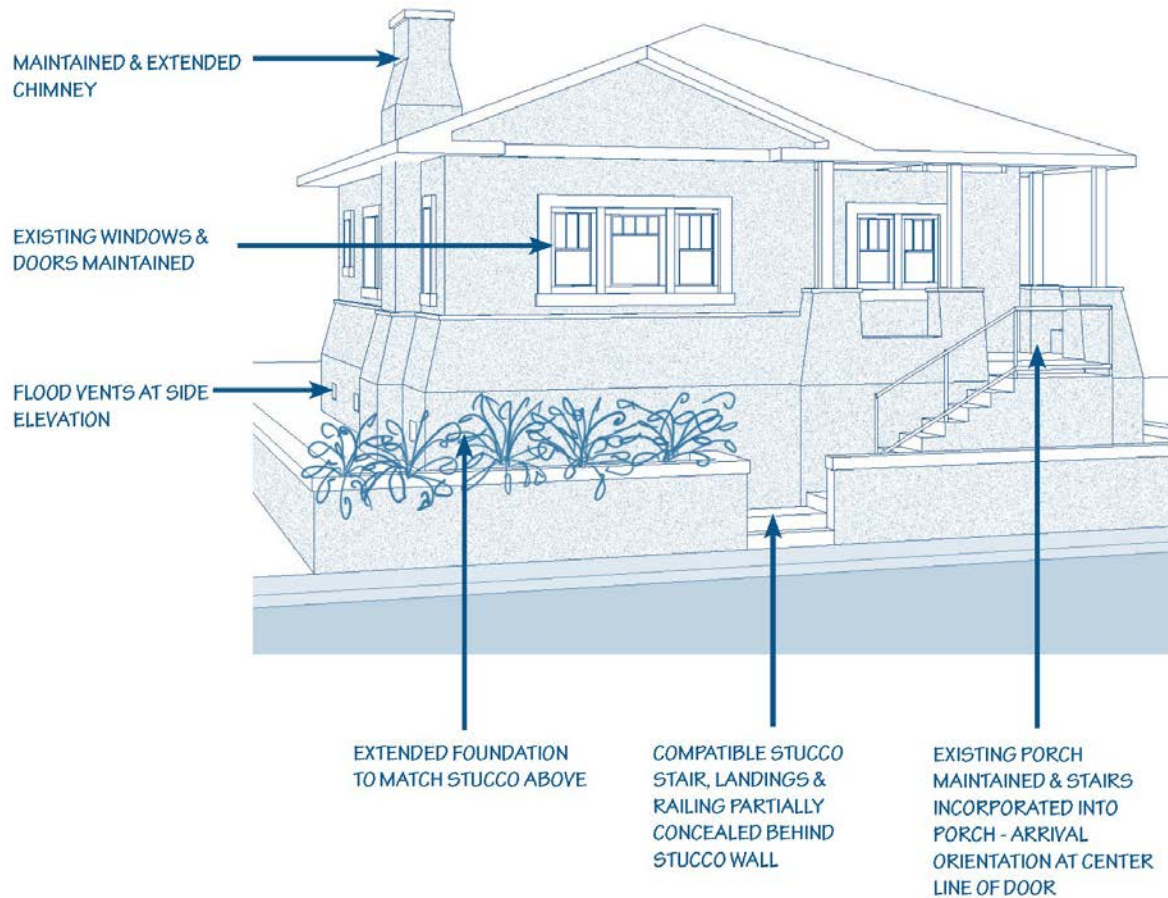 MAINTAINED & EXTENDED
CHIMNEY
EXISTING WINDOWS &
DOORS MAINTAINED
FLOOD VENTS AT SIDE
ELEVATION
EXTENDED FOUNDATION
TO MATCH STUCCO ABOVE
COMPATIBLE STUCCO
STAIR, LANDINGS &
RAILING PARTIALLY
CONCEALED BEHIND
STUCCO WALL
EXISTING PORCH
MAINTAINED & STAIRS
INCORPORATED INTO
PORCH - ARRIVAL
ORIENTATION AT CENTER
LINE OF DOOR